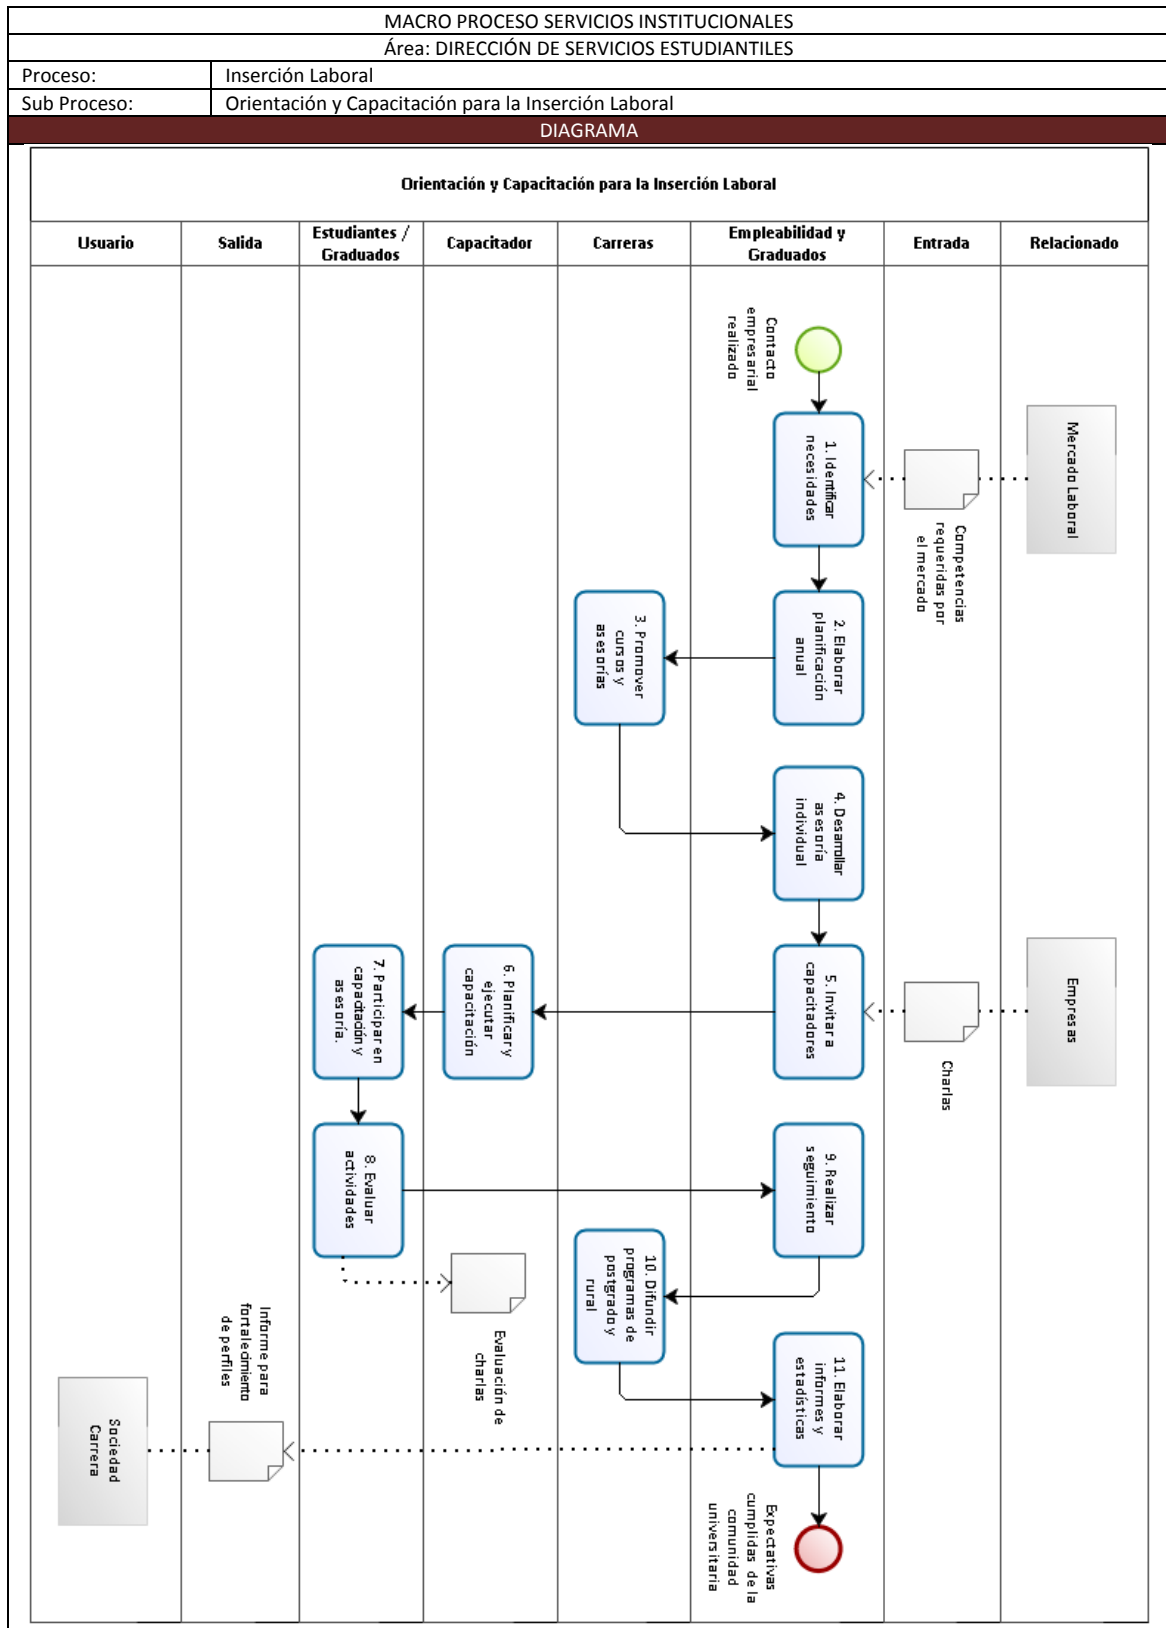 MACRO PROCESO SERVICIOS INSTITUCIONALES
Área: DIRECCIÓN DE SERVICIOS ESTUDIANTILES
Proceso: Inserción Laboral
Sub Proceso: Orientación y Capacitación para la Inserción Laboral
DIAGRAMA
Orientación y Capacitación para la Inserción Laboral
Usuario
Salida
Estudiantes /
Graduados
Capacitador
Carreras
Empleabilidad y
Graduados
Entrada
Relacionado
Contacto
empresarial
realizado
Mercado Laboral
Competencias
requeridas por
el mercado
1. Identificar
necesidades
2. Elaborar
planificación
anual
3. Promover
cursos y
asesorías
4. Desarrollar
asesoría
individual
Empresas
Charlas
5. Invitar a
capacitadores
6. Planificar y
ejecutar
capacitación
7. Participar en
capacitación y
asesoría.
8. Evaluar
actividades
Evaluación de
charlas
9. Realizar
seguimiento
10. Difundir
programas de
postgrado y
rural
11. Elaborar
informes y
estadísticas
Informe para
fortalecimiento
de perfiles
Sociedad
Carrera
Expectativas
cumplidas de la
comunidad
universitaria